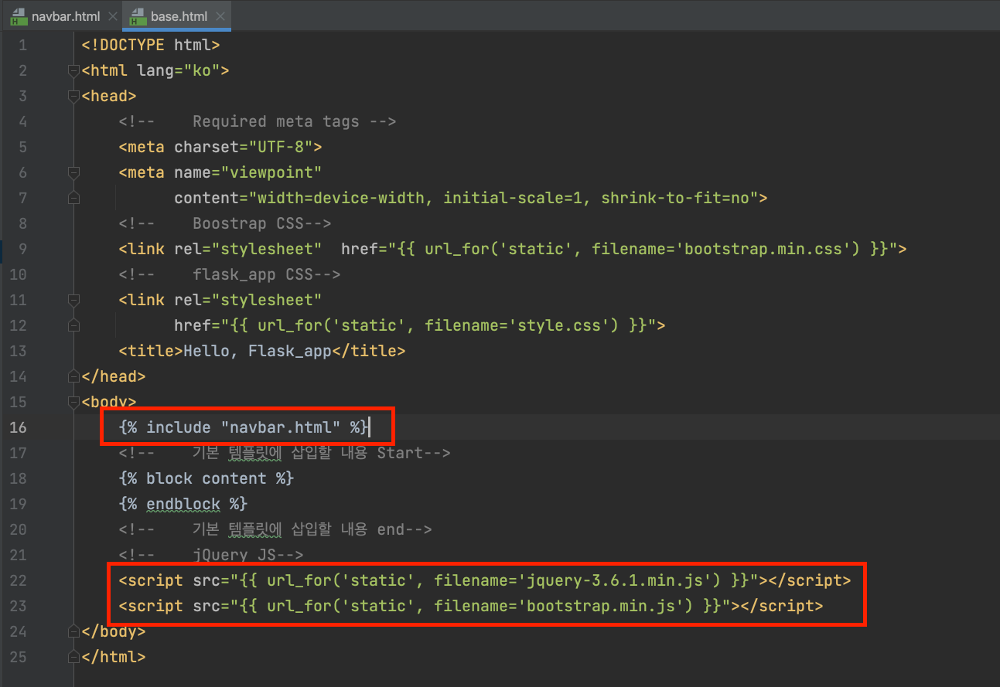 navbar.html base.html
1 <!DOCTYPE html>
2 <html lang="ko">
3 <head>
4 <!-- Required meta tags -->
5 <meta charset="UTF-8">
6 <meta name="viewpoint"
7 content="width=device-width, initial-scale=1, shrink-to-fit=no">
8 <!-- Boostrap CSS-->
9 <link rel="stylesheet" href="{{ url_for('static', filename='bootstrap.min.css') }}">
10 <!-- flask_app CSS-->
11 <link rel="stylesheet"
12 href="{{ url_for('static', filename='style.css') }}">
13 <title>Hello, Flask_app</title>
14 </head>
15 <body>
16 {% include "navbar.html" %}
17 <!-- 기본 템플릿에 삽입할 내용 Start-->
18 {% block content %}
19 {% endblock %}
20 <!-- 기본 템플릿에 삽입할 내용 end-->
21 <!-- jQuery JS-->
22 <script src="{{ url_for('static', filename='jquery-3.6.1.min.js') }}"></script>
23 <script src="{{ url_for('static', filename='bootstrap.min.js') }}"></script>
24 </body>
25 </html>